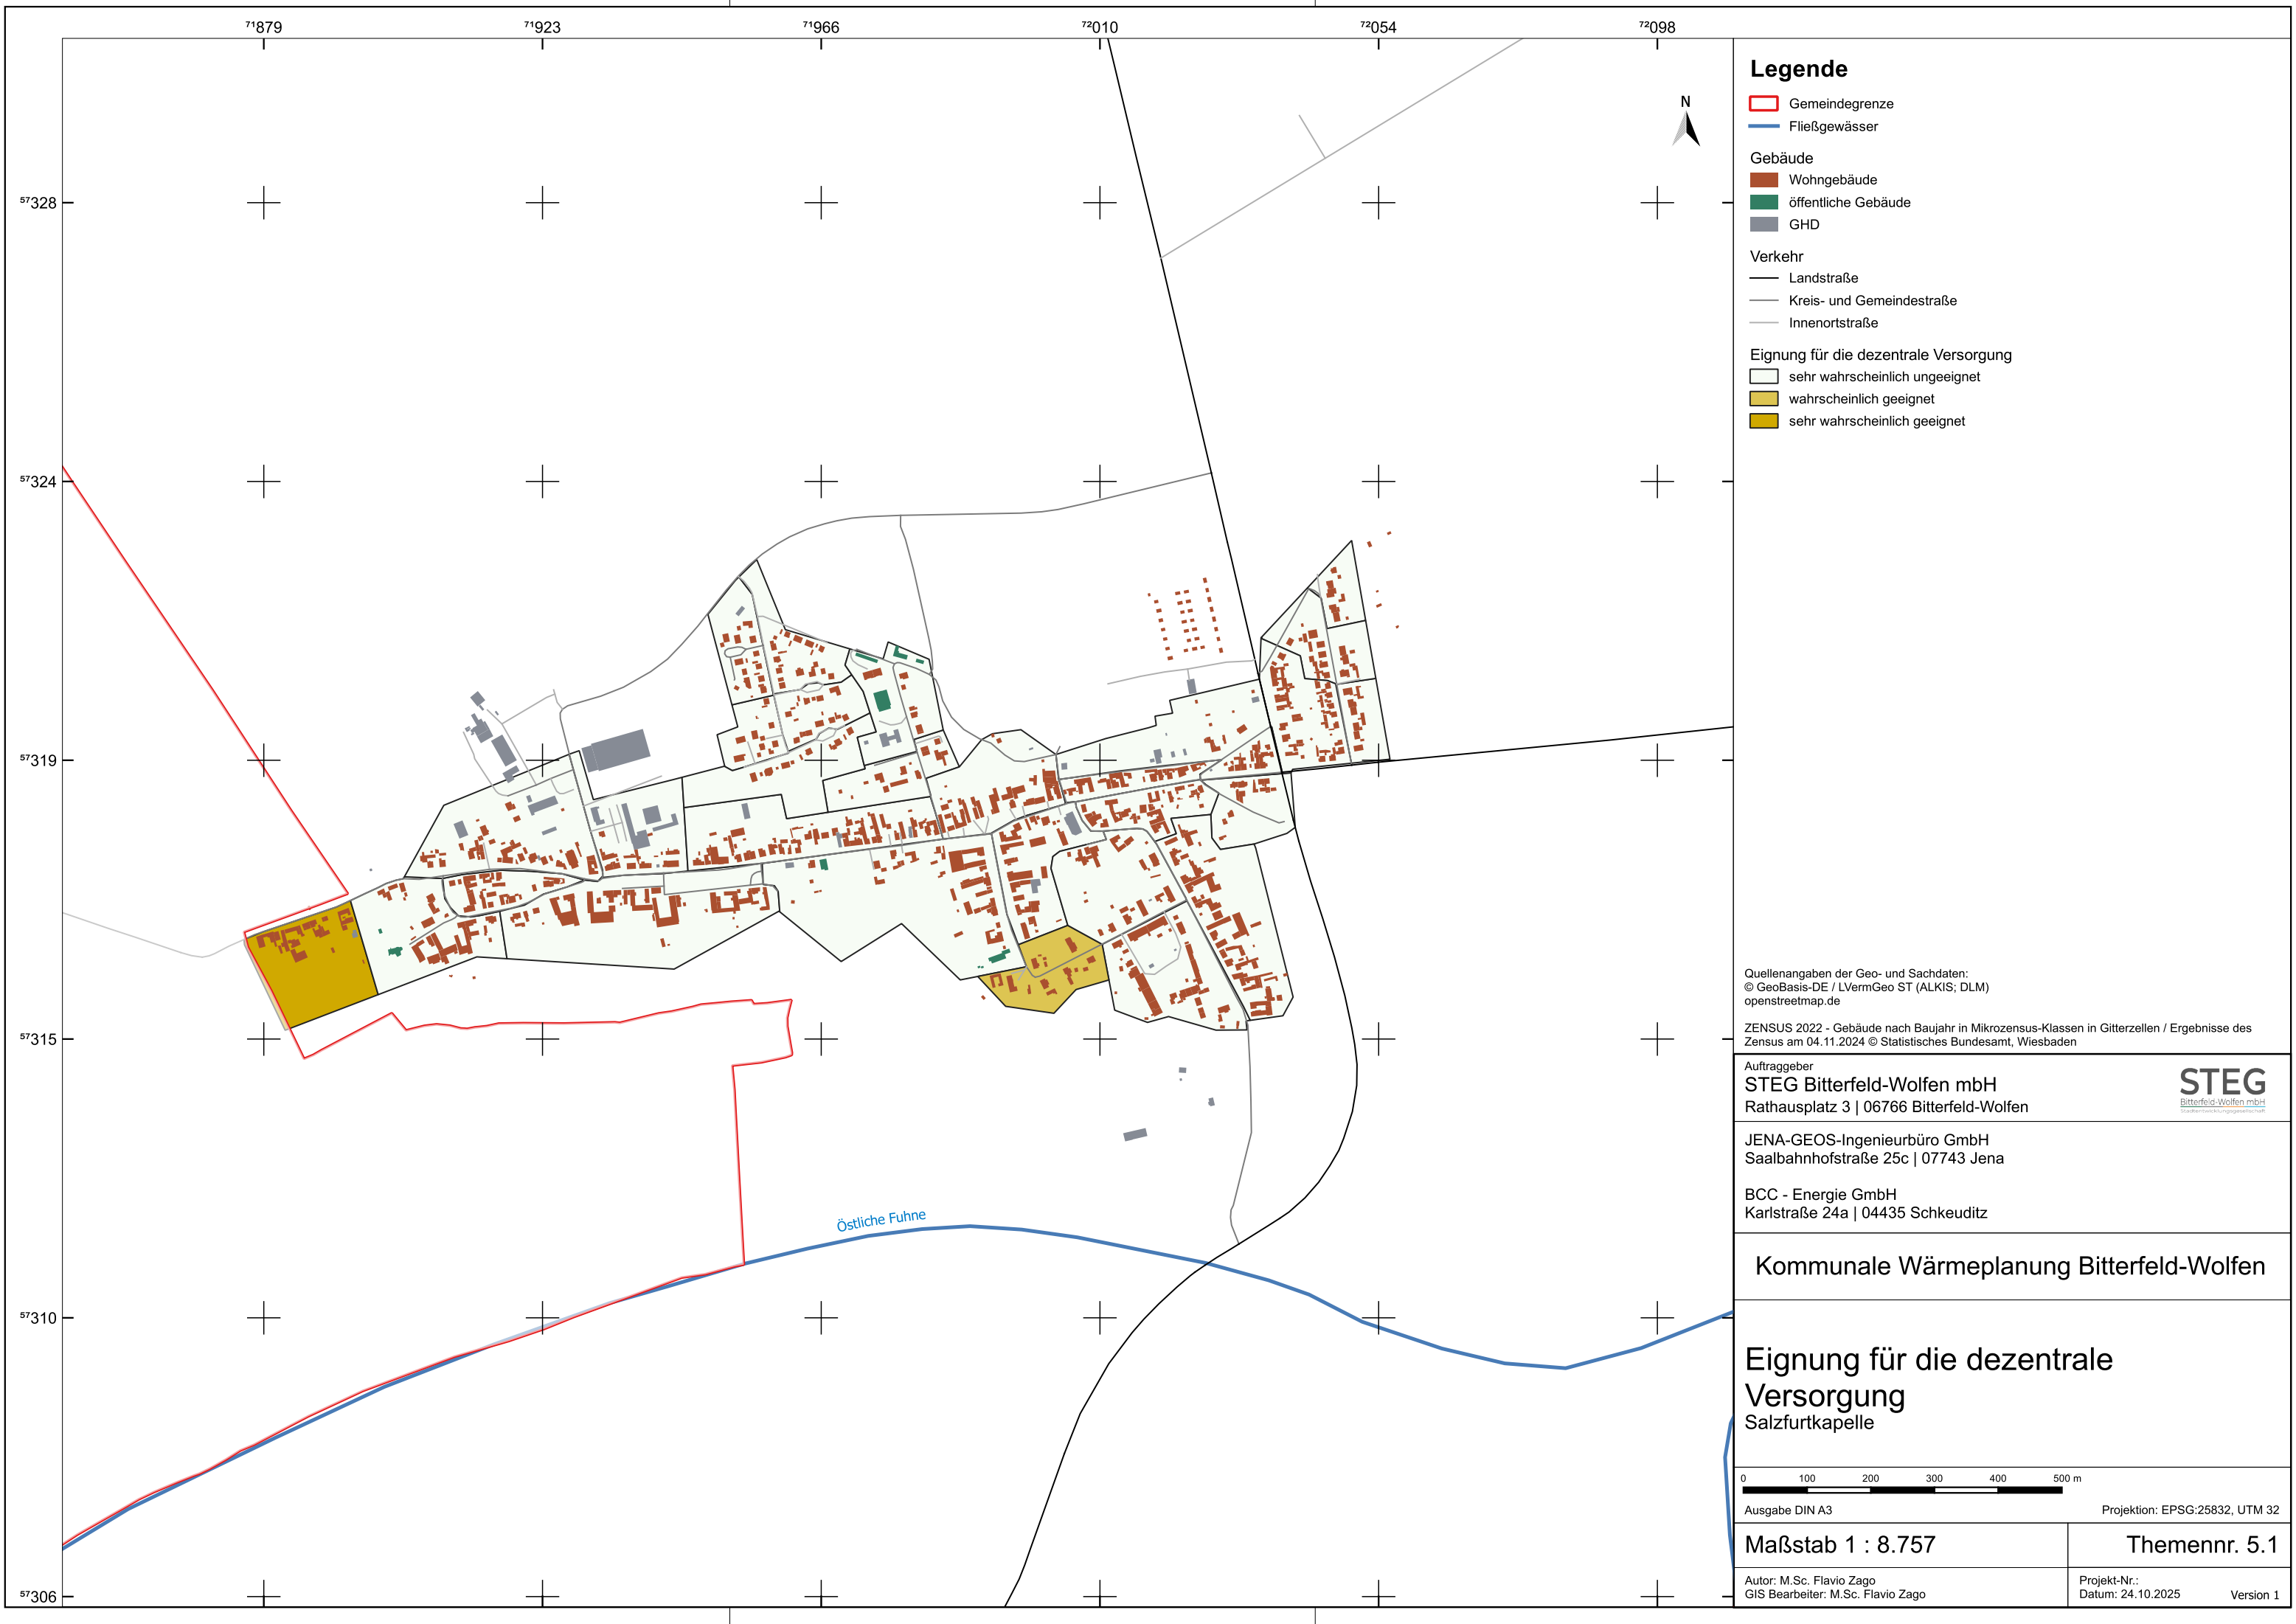 ⁷¹879
⁷¹923
⁷¹966
⁷²010
⁷²054
⁷²098
⁵⁷328
⁵⁷324
⁵⁷319
⁵⁷315
⁵⁷310
⁵⁷306
N
Östliche Fuhne
Legende
Gemeindegrenze
Fließgewässer
Gebäude
Wohngebäude
öffentliche Gebäude
GHD
Verkehr
Landstraße
Kreis- und Gemeindestraße
Innenortstraße
Eignung für die dezentrale Versorgung
sehr wahrscheinlich ungeeignet
wahrscheinlich geeignet
sehr wahrscheinlich geeignet
Quellenangaben der Geo- und Sachdaten:
© GeoBasis-DE / LVermGeo ST (ALKIS; DLM)
openstreetmap.de
ZENSUS 2022 - Gebäude nach Baujahr in Mikrozensus-Klassen in Gitterzellen / Ergebnisse des
Zensus am 04.11.2024 © Statistisches Bundesamt, Wiesbaden
Auftraggeber
STEG Bitterfeld-Wolfen mbH
Rathausplatz 3 | 06766 Bitterfeld-Wolfen
STEG
Bitterfeld-Wolfen mbH
Stadtentwicklungsgesellschaft
JENA-GEOS-Ingenieurbüro GmbH
Saalbahnhofstraße 25c | 07743 Jena
BCC - Energie GmbH
Karlstraße 24a | 04435 Schkeuditz
Kommunale Wärmeplanung Bitterfeld-Wolfen
Eignung für die dezentrale
Versorgung
Salzfurtkapelle
0 100 200 300 400 500 m
Ausgabe DIN A3
Projektion: EPSG:25832, UTM 32
Maßstab 1 : 8.757
Themennr. 5.1
Autor: M.Sc. Flavio Zago
GIS Bearbeiter: M.Sc. Flavio Zago
Projekt-Nr.:
Datum: 24.10.2025
Version 1